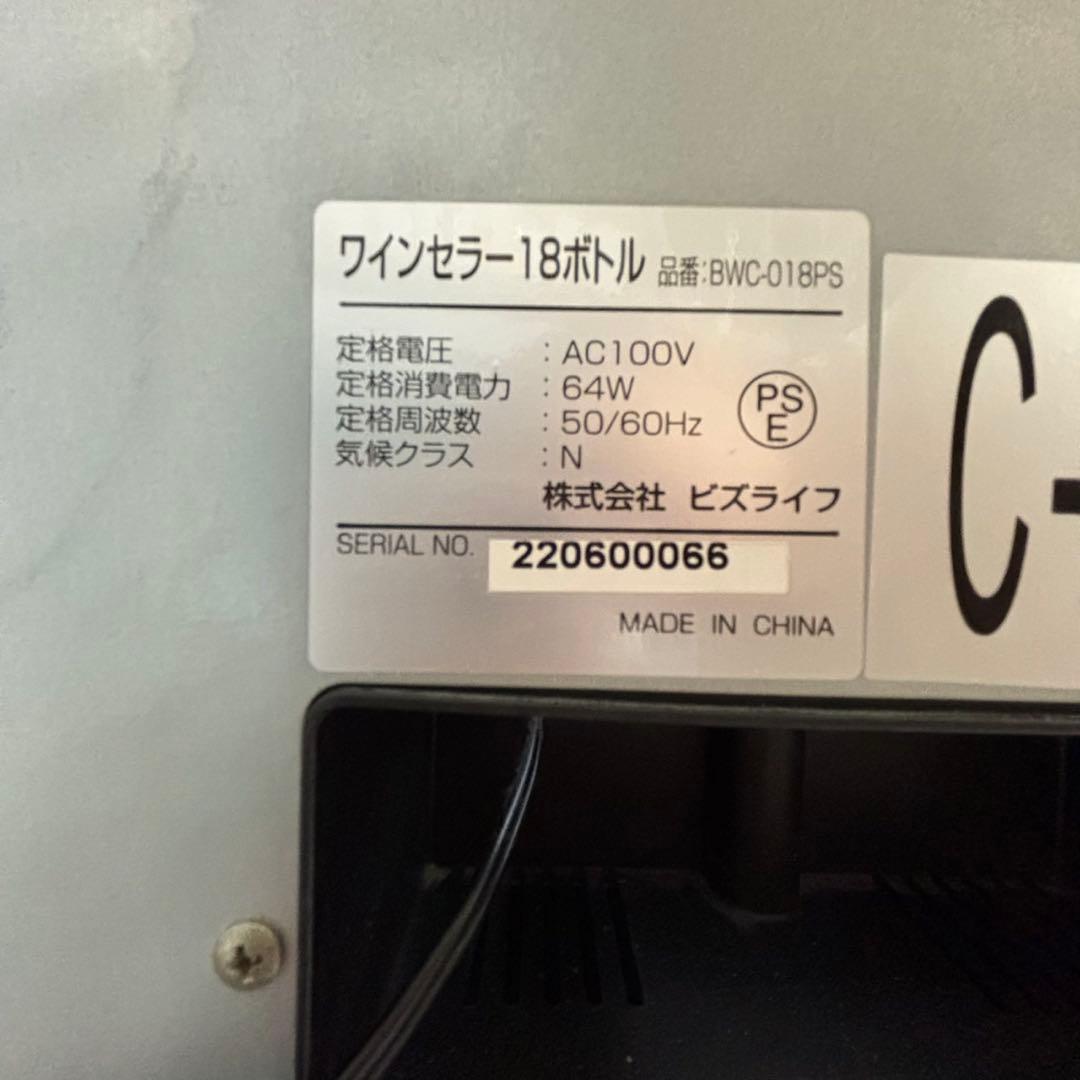 ワインセラー18ボトル 品番:BWC-018PS
定格電圧 : AC100V
定格消費電力 : 64W
定格周波数 : 50/60Hz
PS
E
気候クラス : N
株式会社 ビズライフ
SERIAL NO. 220600066
MADE IN CHINA
C-